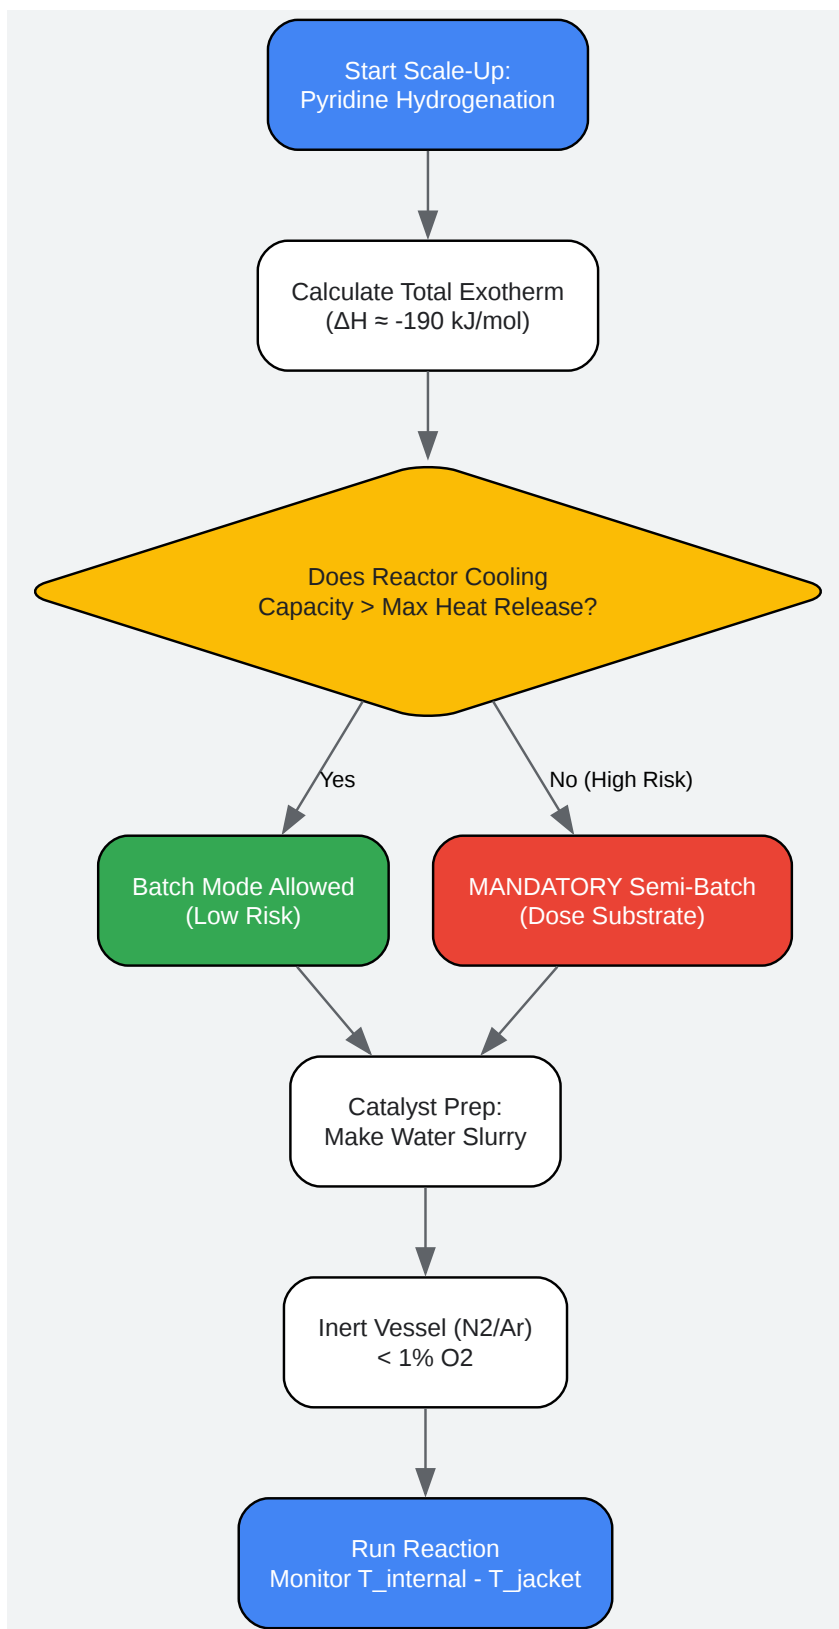 Start Scale-Up:
Pyridine Hydrogenation
Calculate Total Exotherm
(ΔH ≈ -190 kJ/mol)
Does Reactor Cooling
Capacity > Max Heat Release?
Yes
No (High Risk)
Batch Mode Allowed
(Low Risk)
MANDATORY Semi-Batch
(Dose Substrate)
Catalyst Prep:
Make Water Slurry
Inert Vessel (N2/Ar)
< 1% O2
Run Reaction
Monitor T_internal - T_jacket